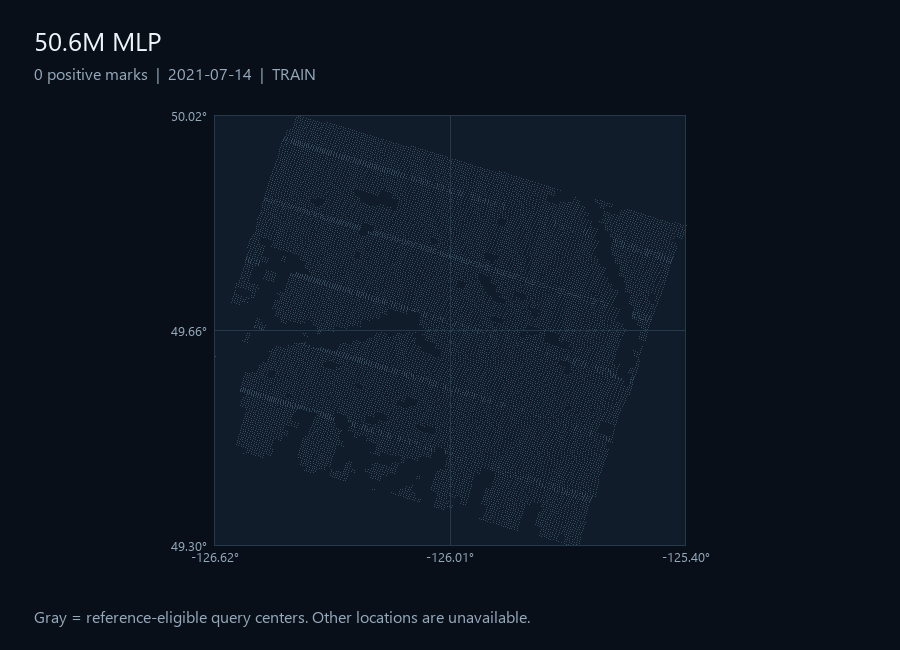 50.6M MLP
0 positive marks | 2021-07-14 | TRAIN
50.02°
49.66°
49.30°
-126.62°
-126.01°
-125.40°
Gray = reference-eligible query centers. Other locations are unavailable.